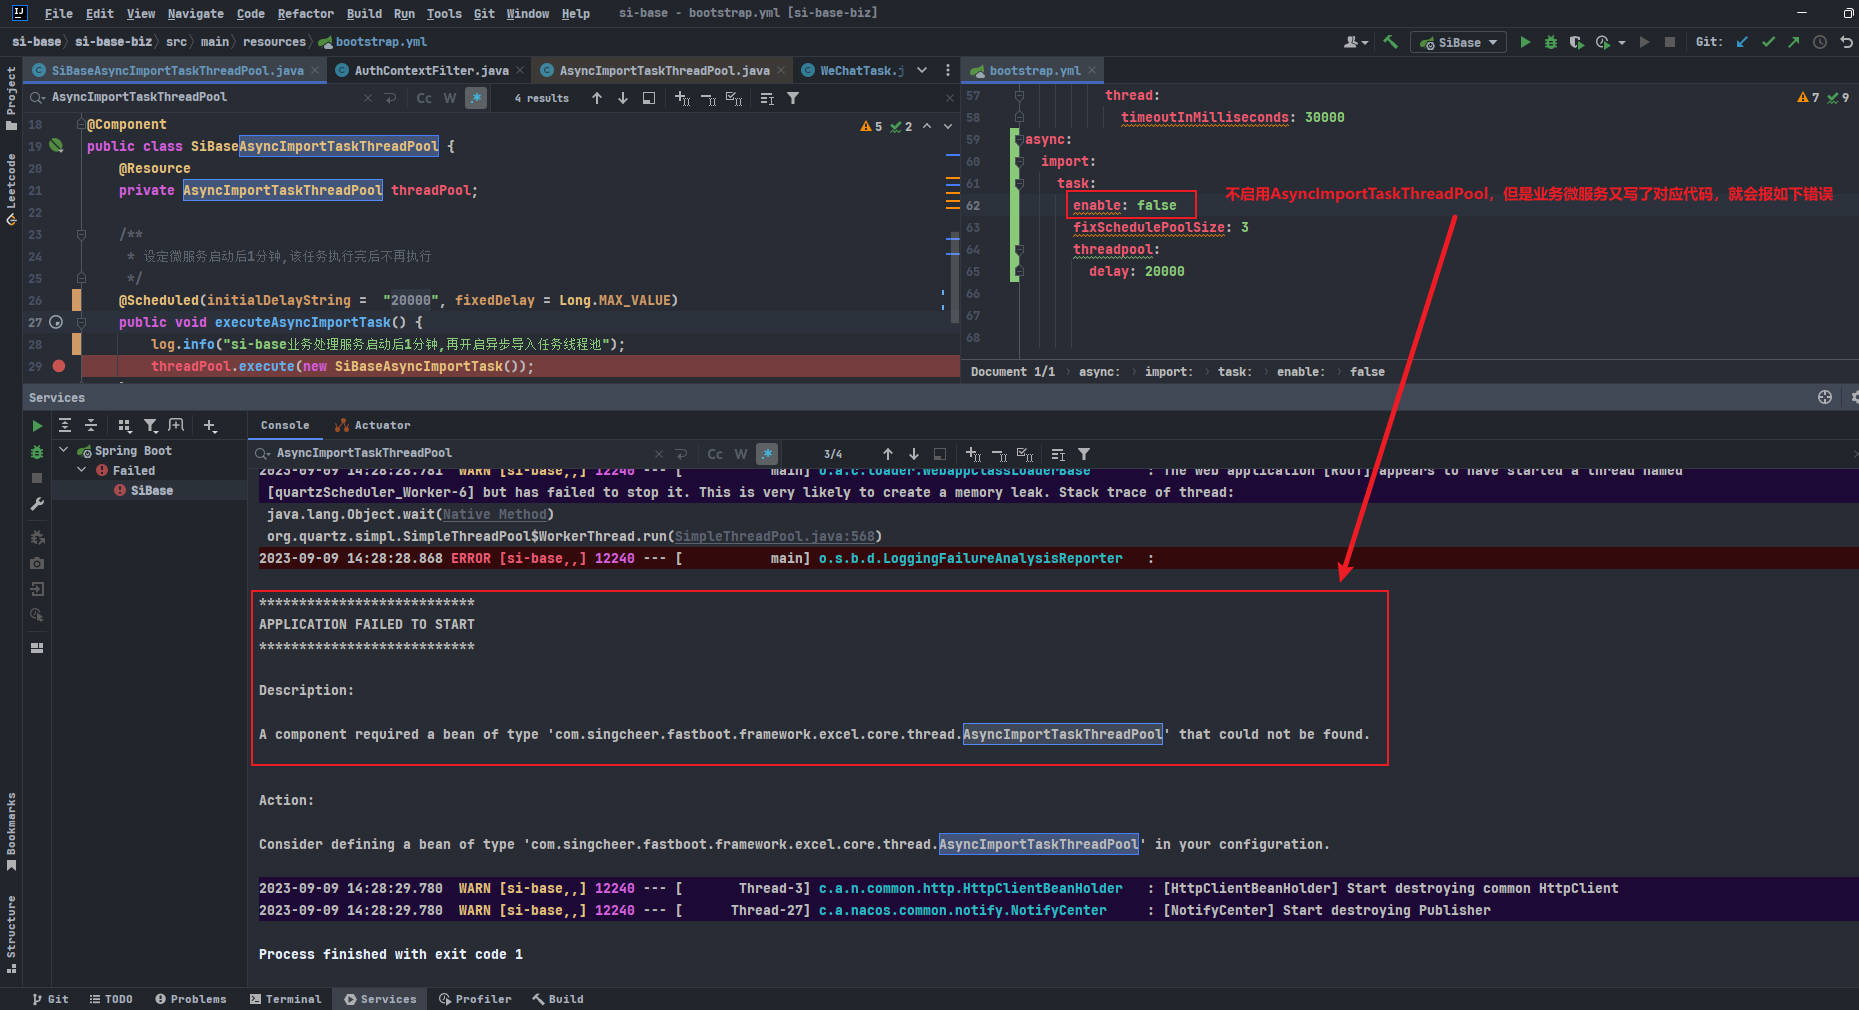 File Edit View Navigate Code Refactor Build Run Tools Git Window Help si-base - bootstrap.yml [si-base-biz]
si-base si-base-biz src main resources bootstrap.yml SiBase Git:
Project
Leetcode
Bookmarks
Structure
SiBaseAsyncImportTaskThreadPool.java AuthContextFilter.java AsyncImportTaskThreadPool.java WeChatTask.j
AsyncImportTaskThreadPool Cc W .* 4 results
5 2
18 @Component
19 public class SiBaseAsyncImportTaskThreadPool {
20 @Resource
21 private AsyncImportTaskThreadPool threadPool;
22
23 /**
24 * 设定微服务启动后1分钟,该任务执行完后不再执行
25 */
26 @Scheduled(initialDelayString = "20000", fixedDelay = Long.MAX_VALUE)
27 public void executeAsyncImportTask() {
28 log.info("si-base业务处理服务启动后1分钟,再开启异步导入任务线程池");
29 threadPool.execute(new SiBaseAsyncImportTask());
bootstrap.yml
7 9
57 thread:
58 timeoutInMilliseconds: 30000
59 async:
60 import:
61 task:
62 enable: false
63 fixSchedulePoolSize: 3
64 threadpool:
65 delay: 20000
66
67
68
不启用AsyncImportTaskThreadPool，但是业务微服务又写了对应代码，就会报如下错误
Document 1/1 async: import: task: enable: false
Services
Spring Boot
Failed
SiBase
Console Actuator
AsyncImportTaskThreadPool Cc W .* 3/4
2023-09-09 14:28:28.781 WARN [si-base,,] 12240 --- [ main] o.a.c.loader.WebappClassLoaderBase : The web application [ROOT] appears to have started a thread named
[quartzScheduler_Worker-6] but has failed to stop it. This is very likely to create a memory leak. Stack trace of thread:
java.lang.Object.wait(Native Method)
org.quartz.simpl.SimpleThreadPool$WorkerThread.run(SimpleThreadPool.java:568)
2023-09-09 14:28:28.868 ERROR [si-base,,] 12240 --- [ main] o.s.b.d.LoggingFailureAnalysisReporter :
***************************
APPLICATION FAILED TO START
***************************
Description:
A component required a bean of type 'com.singcheer.fastboot.framework.excel.core.thread.AsyncImportTaskThreadPool' that could not be found.
Action:
Consider defining a bean of type 'com.singcheer.fastboot.framework.excel.core.thread.AsyncImportTaskThreadPool' in your configuration.
2023-09-09 14:28:29.780 WARN [si-base,,] 12240 --- [ Thread-3] c.a.n.common.http.HttpClientBeanHolder : [HttpClientBeanHolder] Start destroying common HttpClient
2023-09-09 14:28:29.780 WARN [si-base,,] 12240 --- [ Thread-27] c.a.nacos.common.notify.NotifyCenter : [NotifyCenter] Start destroying Publisher
Process finished with exit code 1
Git TODO Problems Terminal Services Profiler Build